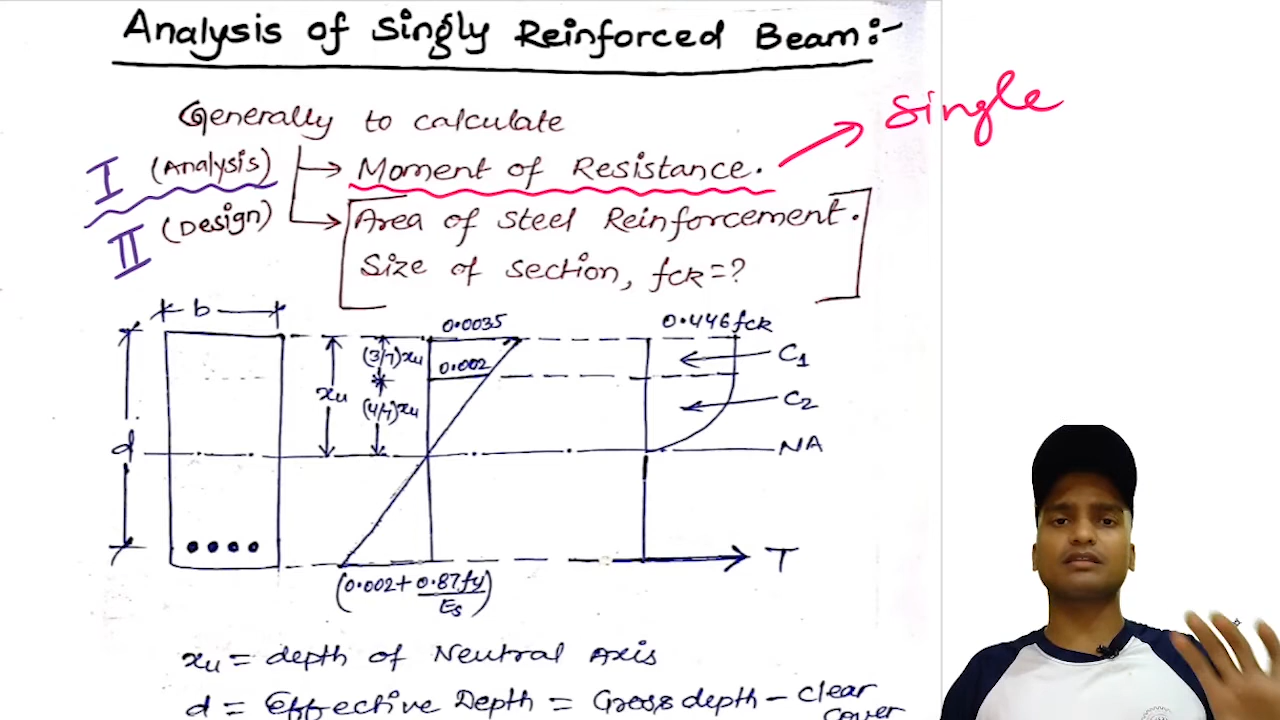 Analysis of Singly Reinforced Beam:-
Single
Generally to calculate
I (Analysis) → Moment of Resistance.
II (Design) → Area of Steel Reinforcement.
Size of section, fck=?
b
0.0035
0.446fck
(3/7)xu
0.002
C1
xu
(4/7)xu
C2
d
NA
T
(0.002+ 0.87fy/Es)
xu = depth of Neutral Axis
d = Effective Depth = Gross depth - clear
cover